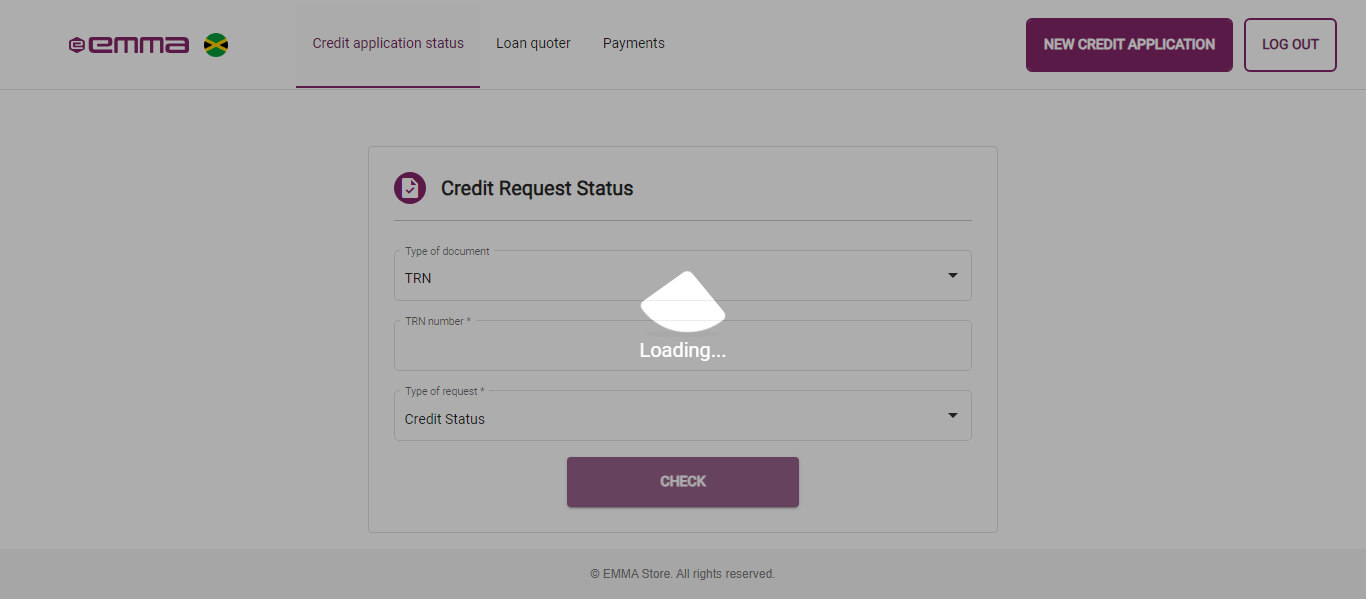 emma
Credit application status
Loan quoter
Payments
NEW CREDIT APPLICATION
LOG OUT
Credit Request Status
Type of document
TRN
TRN number *
Loading...
Type of request *
Credit Status
CHECK
© EMMA Store. All rights reserved.